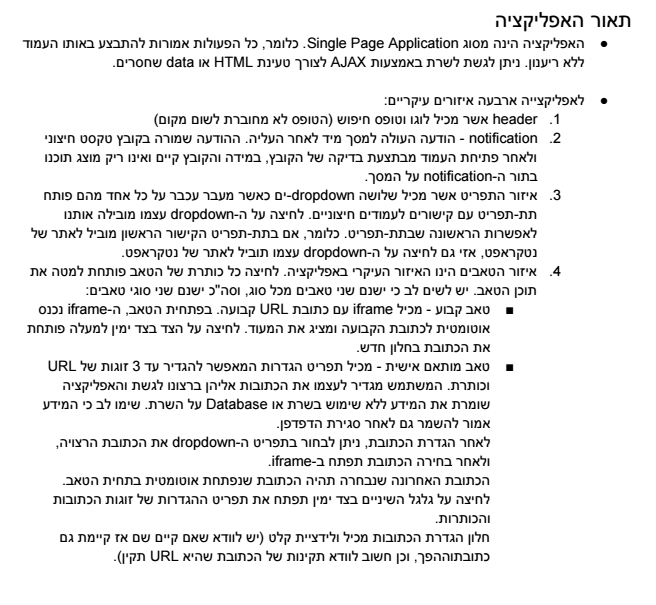 תאור האפליקציה
● האפליקציה הינה מסוג Single Page Application. כלומר, כל הפעולות אמורות להתבצע באותו העמוד
ללא ריענון. ניתן לגשת לשרת באמצעות AJAX לצורך טעינת HTML או data שחסרים.
● לאפליקצייה ארבעה איזורים עיקריים:
1. header אשר מכיל לוגו וטופס חיפוש (הטופס לא מחוברת לשום מקום)
2. notification - הודעה העולה למסך מיד לאחר העליה. ההודעה שמורה בקובץ טקסט חיצוני
ולאחר פתיחת העמוד מבתצעת בדיקה של הקובץ, במידה והקובץ קיים ואינו ריק מוצג תוכנו
בתור ה-notification על המסך.
3. איזור התפריט אשר מכיל שלושה dropdown-ים כאשר מעבר עכבר על כל אחד מהם פותח
תת-תפריט עם קישורים לעמודים חיצוניים. לחיצה על ה-dropdown עצמו מובילה אותנו
לאפשרות הראשונה שבתת-תפריט. כלומר, אם בתת-תפריט הקישור הראשון מוביל לאתר של
נטקראפט, אזי גם לחיצה על ה-dropdown עצמו תוביל לאתר של נטקראפט.
4. איזור הטאבים הינו האיזור העיקרי באפליקציה. לחיצה כל כותרת של הטאב פותחת למטה את
תוכן הטאב. יש לשים לב כי ישנם שני טאבים מכל סוג, וסה"כ ישנם שני סוגי טאבים:
■ טאב קבוע - מכיל iframe עם כתובת URL קבועה. בפתחית הטאב, ה-iframe נכנס
אוטומטית לכתובת הקבועה ומציג את המעוד. לחיצה על הצד בצד ימין למעלה פותחת
את הכתובת בחלון חדש.
■ טאב מותאם אישית - מכיל תפריט הגדרות המאפשר להגדיר עד 3 זוגות של URL
וכותרת. המשתמש מגדיר לעצמו את הכתובות אליהן ברצונו לגשת והאפליקציה
שומרת את המידע ללא שימוש בשרת או Database על השרת. שימו לב כי המידע
אמור להשמר גם לאחר סגירת הדפדפן.
לאחר הגדרת הכתובת, ניתן לבחור בתפריט ה-dropdown את הכתובת הרצויה,
ולאחר בחירה הכתובת תפתח ב-iframe.
הכתובת האחרונה שנבחרה תהיה הכתובת שנפתחת אוטומטית בתחית הטאב.
לחיצה על גלגל השיניים בצד ימין תפתח את תפריט ההגדרות של זוגות הכתובות
והכותרות.
חלון הגדרת הכתובות מכיל ולידציית קלט (יש לוודא שאם קיים שם אז קיימת גם
כתובתוההפך, וכן חשוב לוודא תקינות של הכתובת שהיא URL תקין).